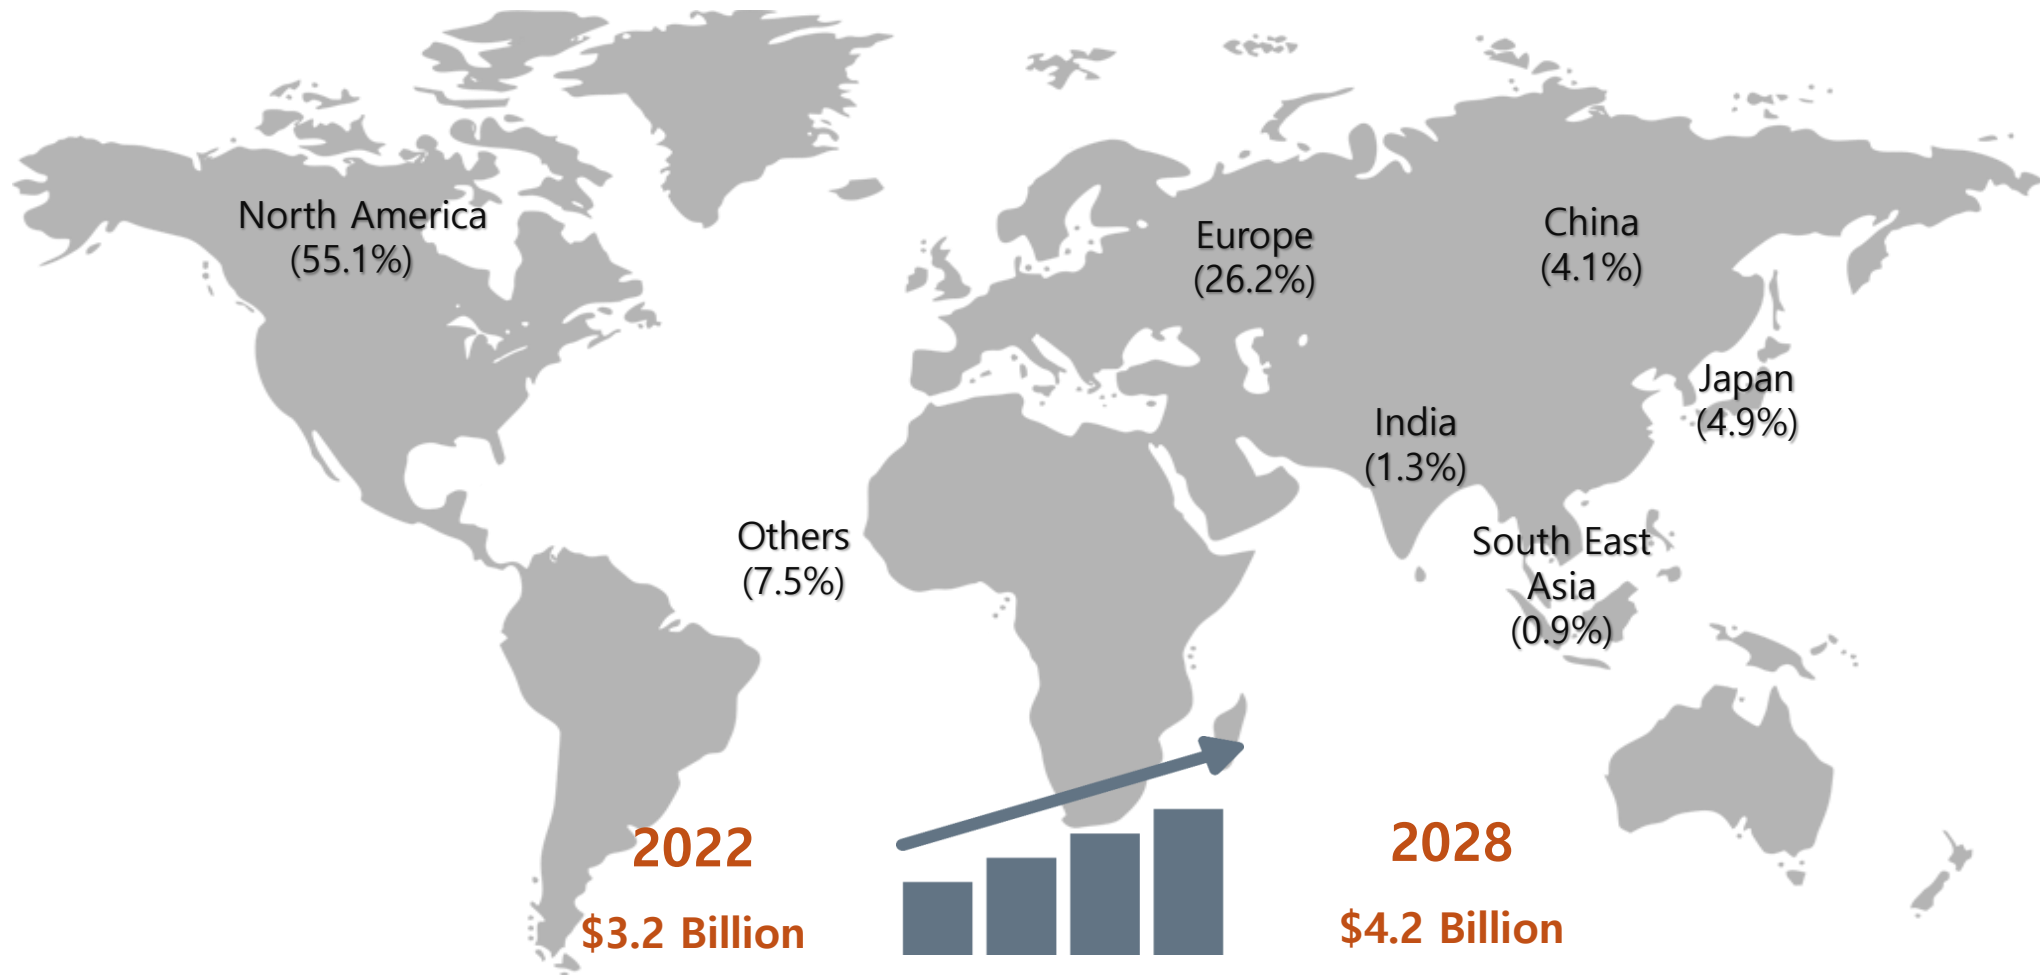 North America
(55.1%)
Europe
(26.2%)
China
(4.1%)
Japan
(4.9%)
India
(1.3%)
Others
(7.5%)
South East
Asia
(0.9%)
2022
$3.2 Billion
2028
$4.2 Billion